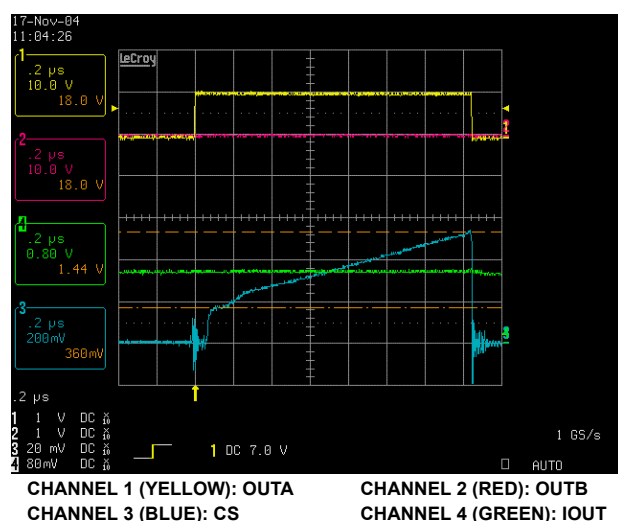 17-Nov-04
11:04:26
LeCroy
1
.2 µs
10.0 V
18.0 V
2
.2 µs
10.0 V
18.0 V
4
.2 µs
0.80 V
1.44 V
3
.2 µs
200mV
360mV
.2 µs
1 1 V DC
2 1 V DC
3 20 mV DC
4 80mV DC
1 DC 7.0 V
1 GS/s
AUTO
CHANNEL 1 (YELLOW): OUTA CHANNEL 2 (RED): OUTB
CHANNEL 3 (BLUE): CS CHANNEL 4 (GREEN): IOUT